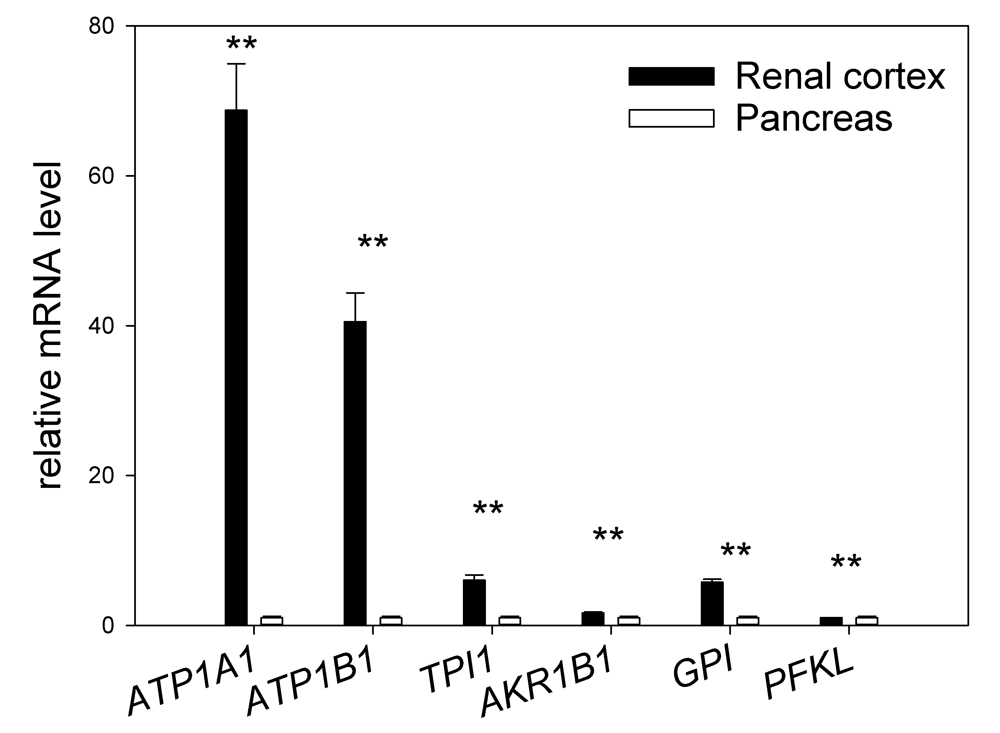 80
60
40
20
0
relative mRNA level
**
**
**
**
**
**
Renal cortex
Pancreas
ATP1A1
ATP1B1
TPI1
AKR1B1
GPI
PFKL